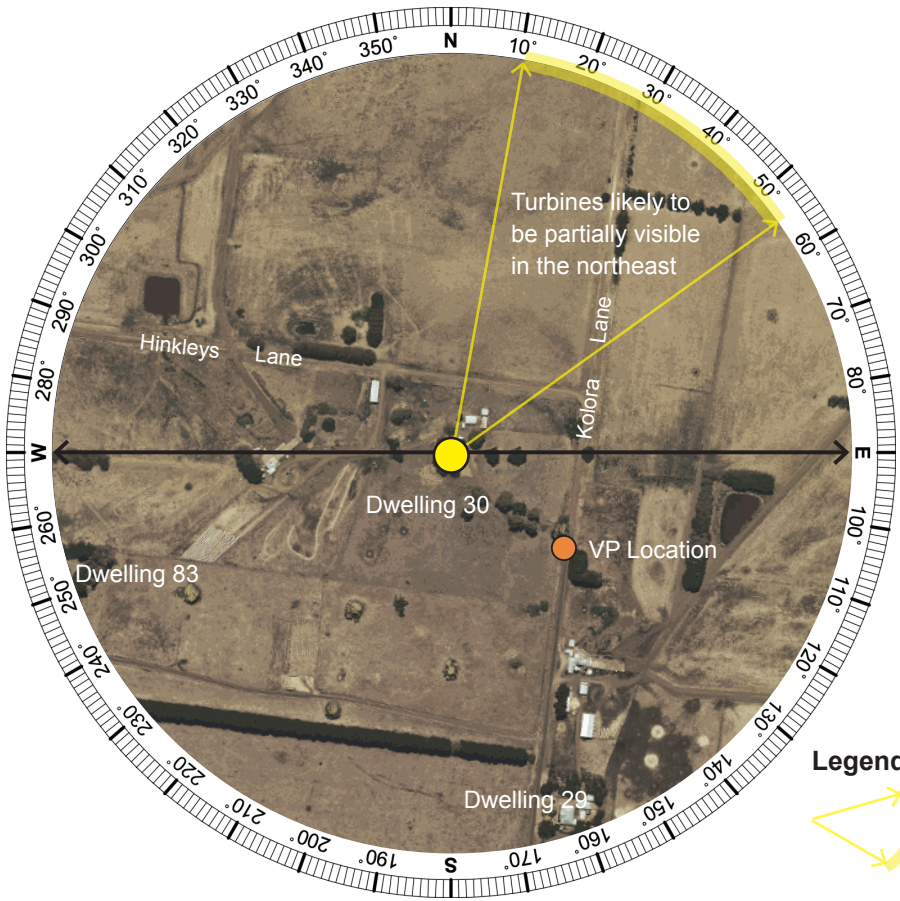 N
10°
20°
30°
40°
50°
60°
70°
80°
E
100°
110°
120°
130°
140°
150°
160°
170°
S
190°
200°
210°
220°
230°
240°
250°
260°
W
280°
290°
300°
310°
320°
330°
340°
350°
Turbines likely to
be partially visible
in the northeast
Kolora Lane
Hinkleys Lane
Dwelling 30
VP Location
Dwelling 83
Dwelling 29
Legend